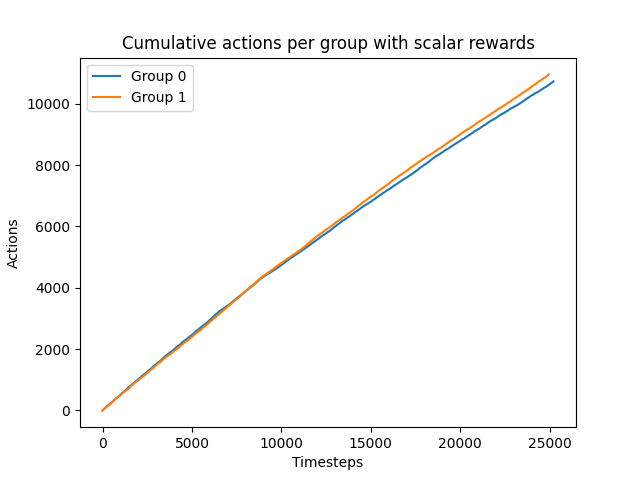 Cumulative actions per group with scalar rewards
Group 0
Group 1
Actions
10000
8000
6000
4000
2000
0
0 5000 10000 15000 20000 25000
Timesteps